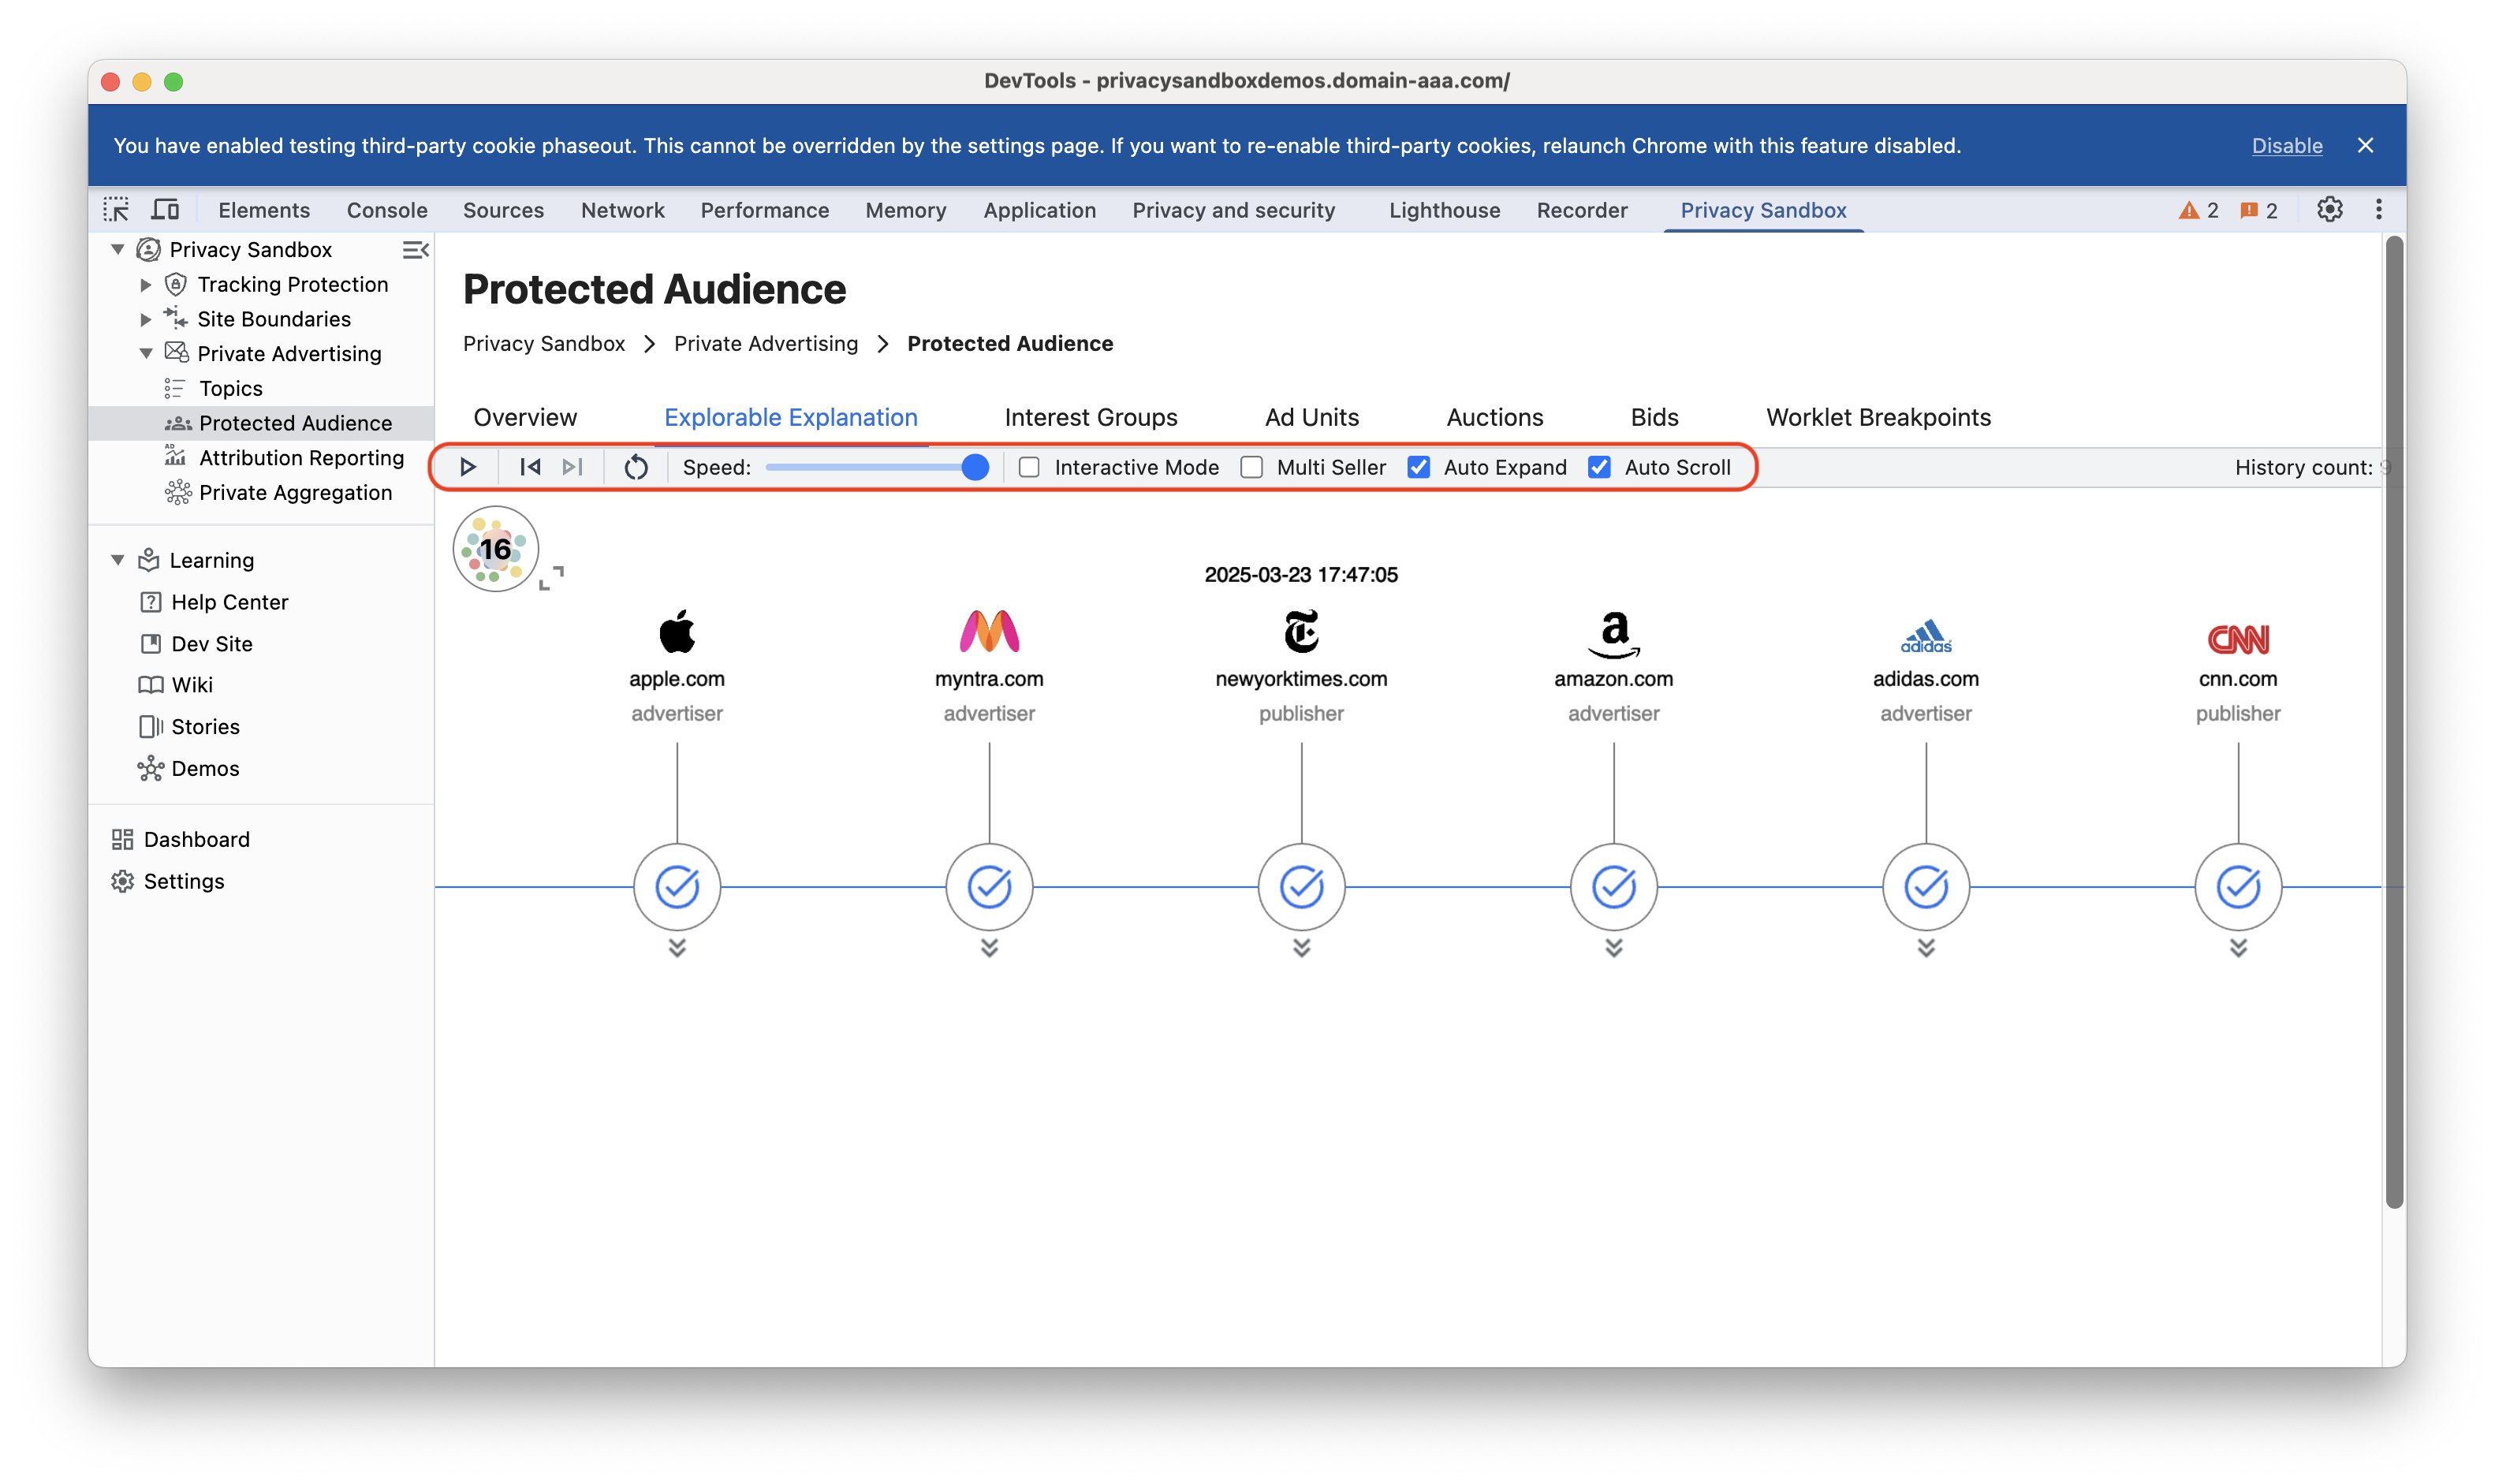 DevTools - privacysandboxdemos.domain-aaa.com/
You have enabled testing third-party cookie phaseout. This cannot be overridden by the settings page. If you want to re-enable third-party cookies, relaunch Chrome with this feature disabled. Disable
Elements Console Sources Network Performance Memory Application Privacy and security Lighthouse Recorder Privacy Sandbox 2 2
Privacy Sandbox
Tracking Protection
Site Boundaries
Private Advertising
Topics
Protected Audience
AD
Attribution Reporting
Private Aggregation
Learning
Help Center
Dev Site
Wiki
Stories
Demos
Dashboard
Settings
Protected Audience
Privacy Sandbox Private Advertising Protected Audience
Overview Explorable Explanation Interest Groups Ad Units Auctions Bids Worklet Breakpoints
Speed: Interactive Mode Multi Seller Auto Expand Auto Scroll History count: 9
16
2025-03-23 17:47:05
a adidas CNN
apple.com myntra.com newyorktimes.com amazon.com adidas.com cnn.com
advertiser advertiser publisher advertiser advertiser publisher